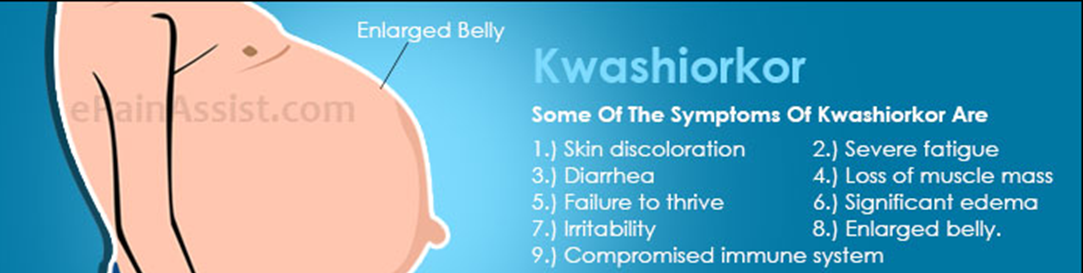 Enlarged Belly
Kwashiorkor
ePainAssist.com
Some Of The Symptoms Of Kwashiorkor Are
1.) Skin discoloration 2.) Severe fatigue
3.) Diarrhea 4.) Loss of muscle mass
5.) Failure to thrive 6.) Significant edema
7.) Irritability 8.) Enlarged belly.
9.) Compromised immune system